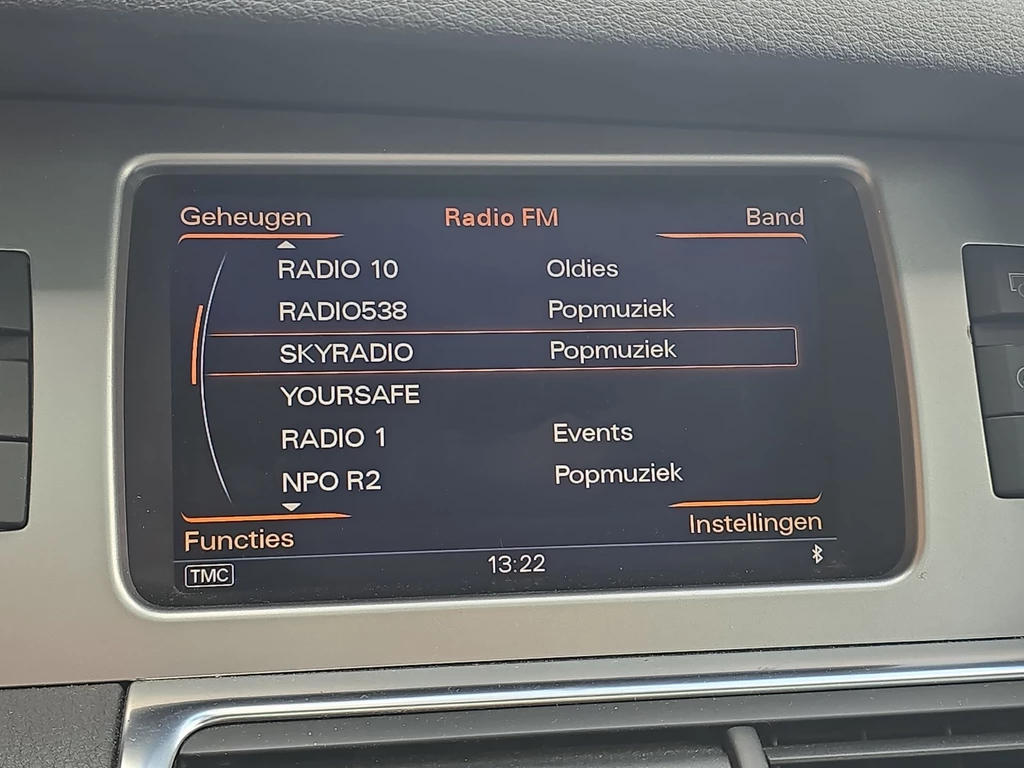 Geheugen Radio FM Band
RADIO 10 Oldies
RADIO538 Popmuziek
SKYRADIO Popmuziek
YOURSAFE
RADIO 1 Events
NPO R2 Popmuziek
Functies Instellingen
TMC 13:22